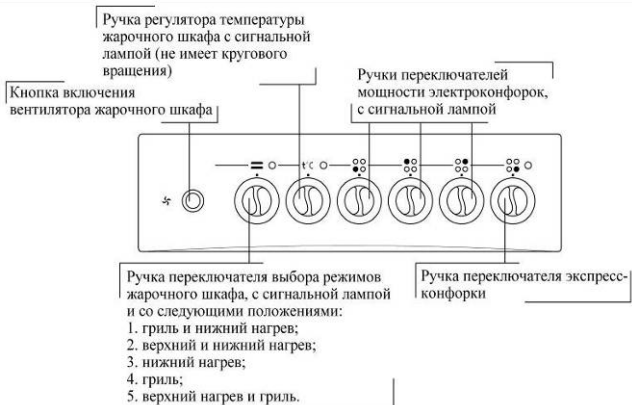 Ручка регулятора температуры
жарочного шкафа с сигнальной
лампой (не имеет кругового
вращения)
Кнопка включения
вентилятора жарочного шкафа
Ручки переключателей
мощности электроконфорок,
с сигнальной лампой
t°C
Ручка переключателя выбора режимов
жарочного шкафа, с сигнальной лампой
и со следующими положениями:
1. гриль и нижний нагрев;
2. верхний и нижний нагрев;
3. нижний нагрев;
4. гриль;
5. верхний нагрев и гриль.
Ручка переключателя экспресс-
конфорки